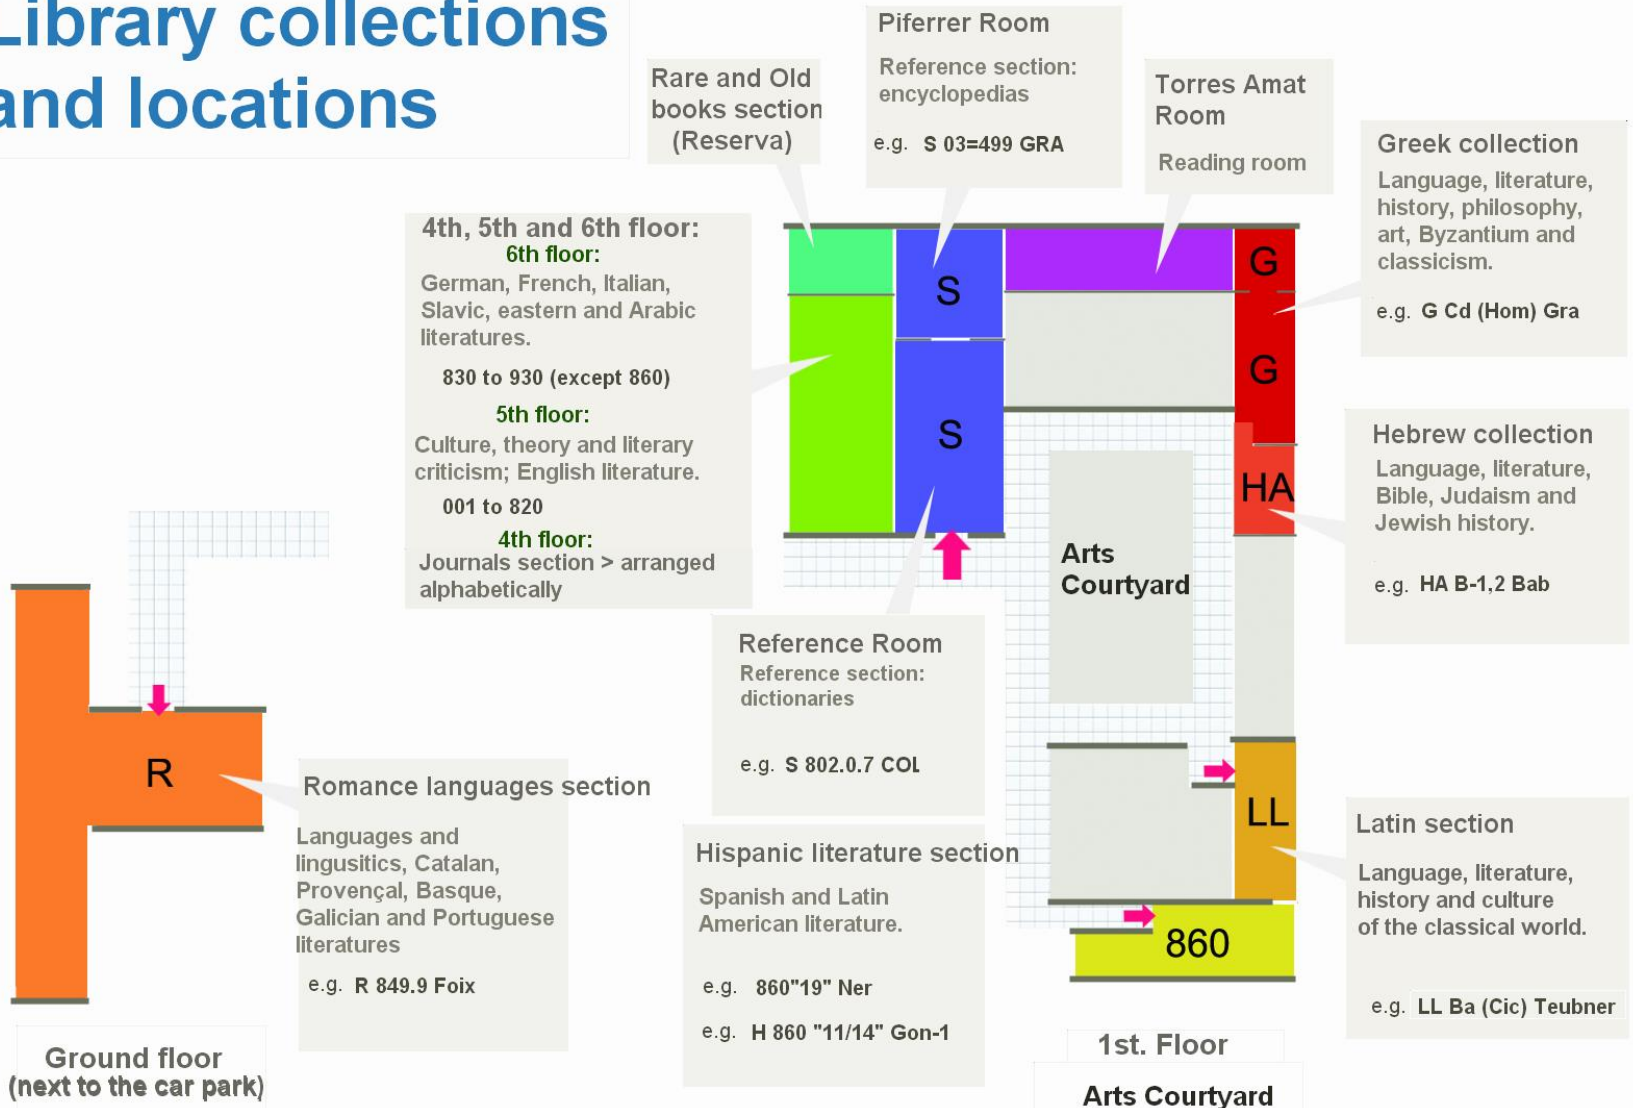 Library collections
and locations
Rare and Old
books section
(Reserva)
Piferrer Room
Reference section:
encyclopedias
e.g. S 03=499 GRA
Torres Amat
Room
Reading room
Greek collection
Language, literature,
history, philosophy,
art, Byzantium and
classicism.
e.g. G Cd (Hom) Gra
4th, 5th and 6th floor:
6th floor:
German, French, Italian,
Slavic, eastern and Arabic
literatures.
830 to 930 (except 860)
5th floor:
Culture, theory and literary
criticism; English literature.
001 to 820
4th floor:
Journals section > arranged
alphabetically
S
G
G
S
HA
Hebrew collection
Language, literature,
Bible, Judaism and
Jewish history.
e.g. HA B-1,2 Bab
Arts
Courtyard
Reference Room
Reference section:
dictionaries
e.g. S 802.0.7 COL
R
Romance languages section
Languages and
lingusitics, Catalan,
Provençal, Basque,
Galician and Portuguese
literatures
e.g. R 849.9 Foix
Hispanic literature section
Spanish and Latin
American literature.
e.g. 860"19" Ner
e.g. H 860 "11/14" Gon-1
LL
860
Latin section
Language, literature,
history and culture
of the classical world.
e.g. LL Ba (Cic) Teubner
Ground floor
(next to the car park)
1st. Floor
Arts Courtyard